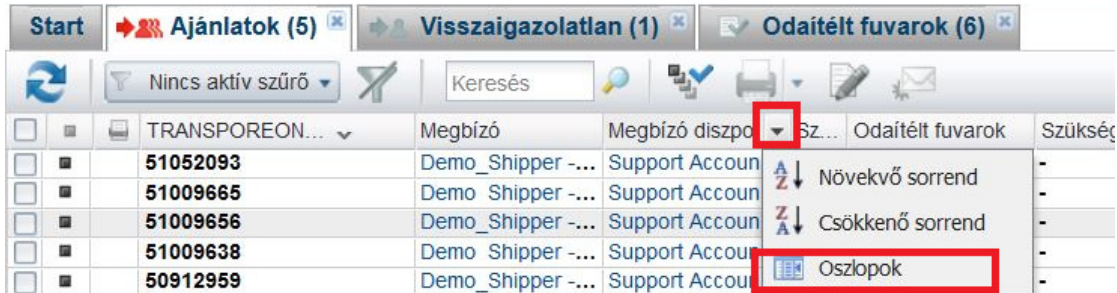 Start Ajánlatok (5) Visszaigazolatlan (1) Odaítélt fuvarok (6)
Nincs aktív szűrő Keresés
TRANSPOREON... Megbízó Megbízó diszpo Sz... Odaítélt fuvarok Szükség
51052093 Demo_Shipper -... Support Accoun -
51009665 Demo_Shipper -... Support Accoun -
51009656 Demo_Shipper -... Support Accoun -
51009638 Demo_Shipper -... Support Accoun -
50912959 Demo_Shipper -... Support Accoun -
Növekvő sorrend
Csökkenő sorrend
Oszlopok